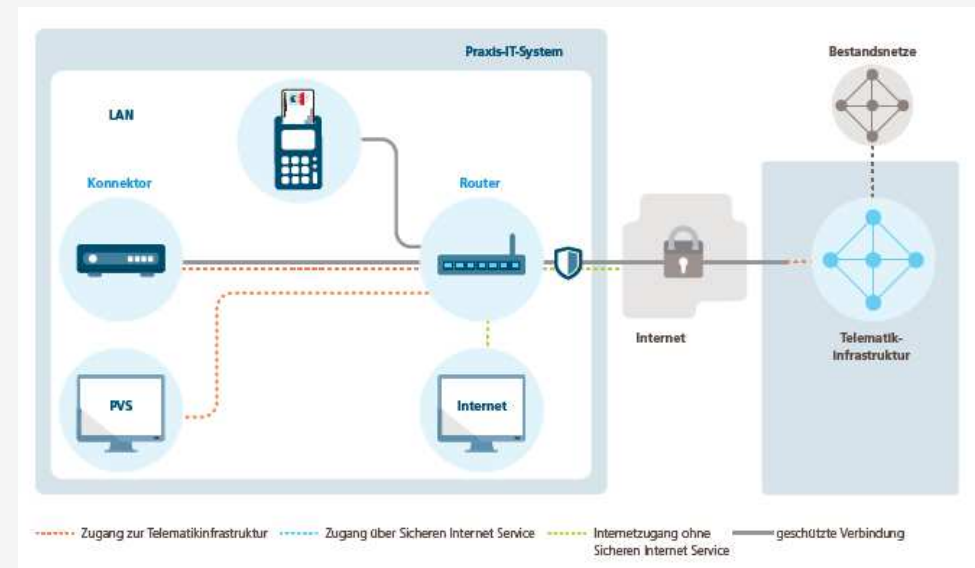 Praxis-IT-System
Bestandsnetze
LAN
Konnektor
Router
Internet
Telematik-
infrastruktur
PVS
Internet
Zugang zur Telematikinfrastruktur
Zugang über Sicheren Internet Service
Internetzugang ohne
Sicheren Internet Service
geschützte Verbindung